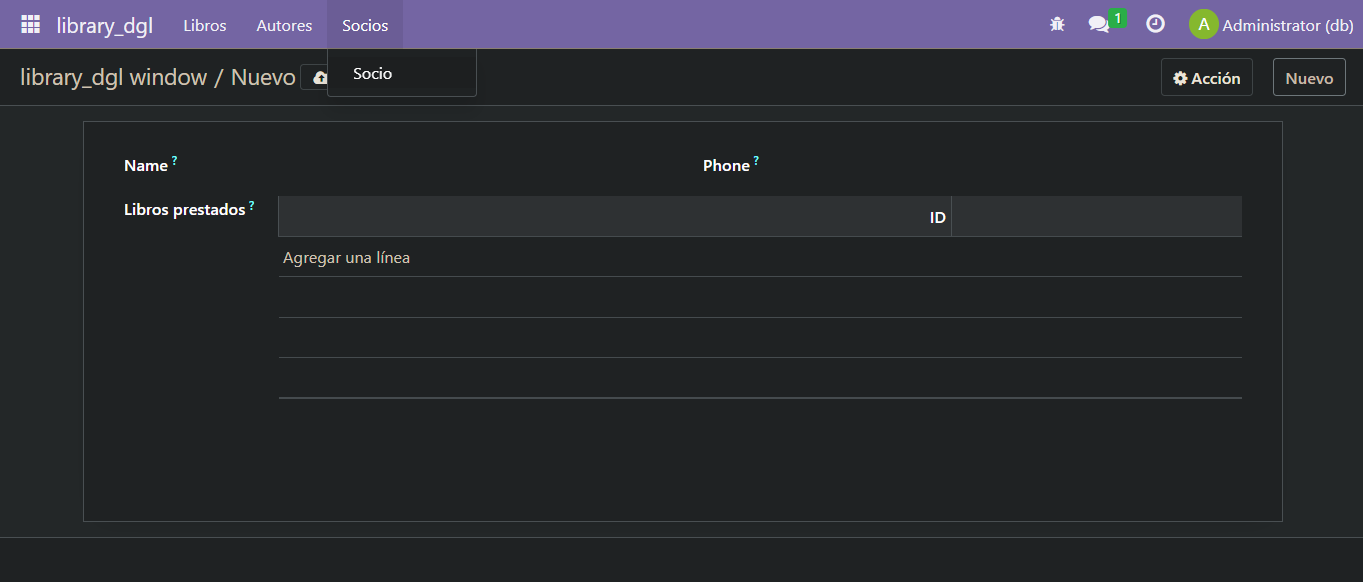 library_dgl Libros Autores Socios 1 A Administrator (db)
Socio
library_dgl window / Nuevo Acción Nuevo
Name ? Phone ?
Libros prestados ? ID
Agregar una línea